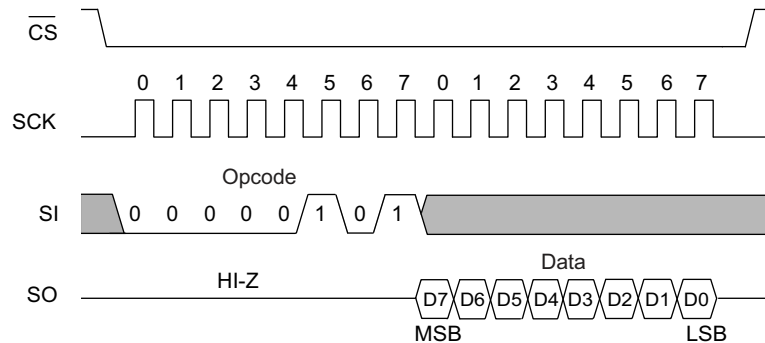 CS
0 1 2 3 4 5 6 7 0 1 2 3 4 5 6 7
SCK
Opcode
SI 0 0 0 0 0 1 0 1
Data
HI-Z
SO D7 D6 D5 D4 D3 D2 D1 D0
MSB LSB